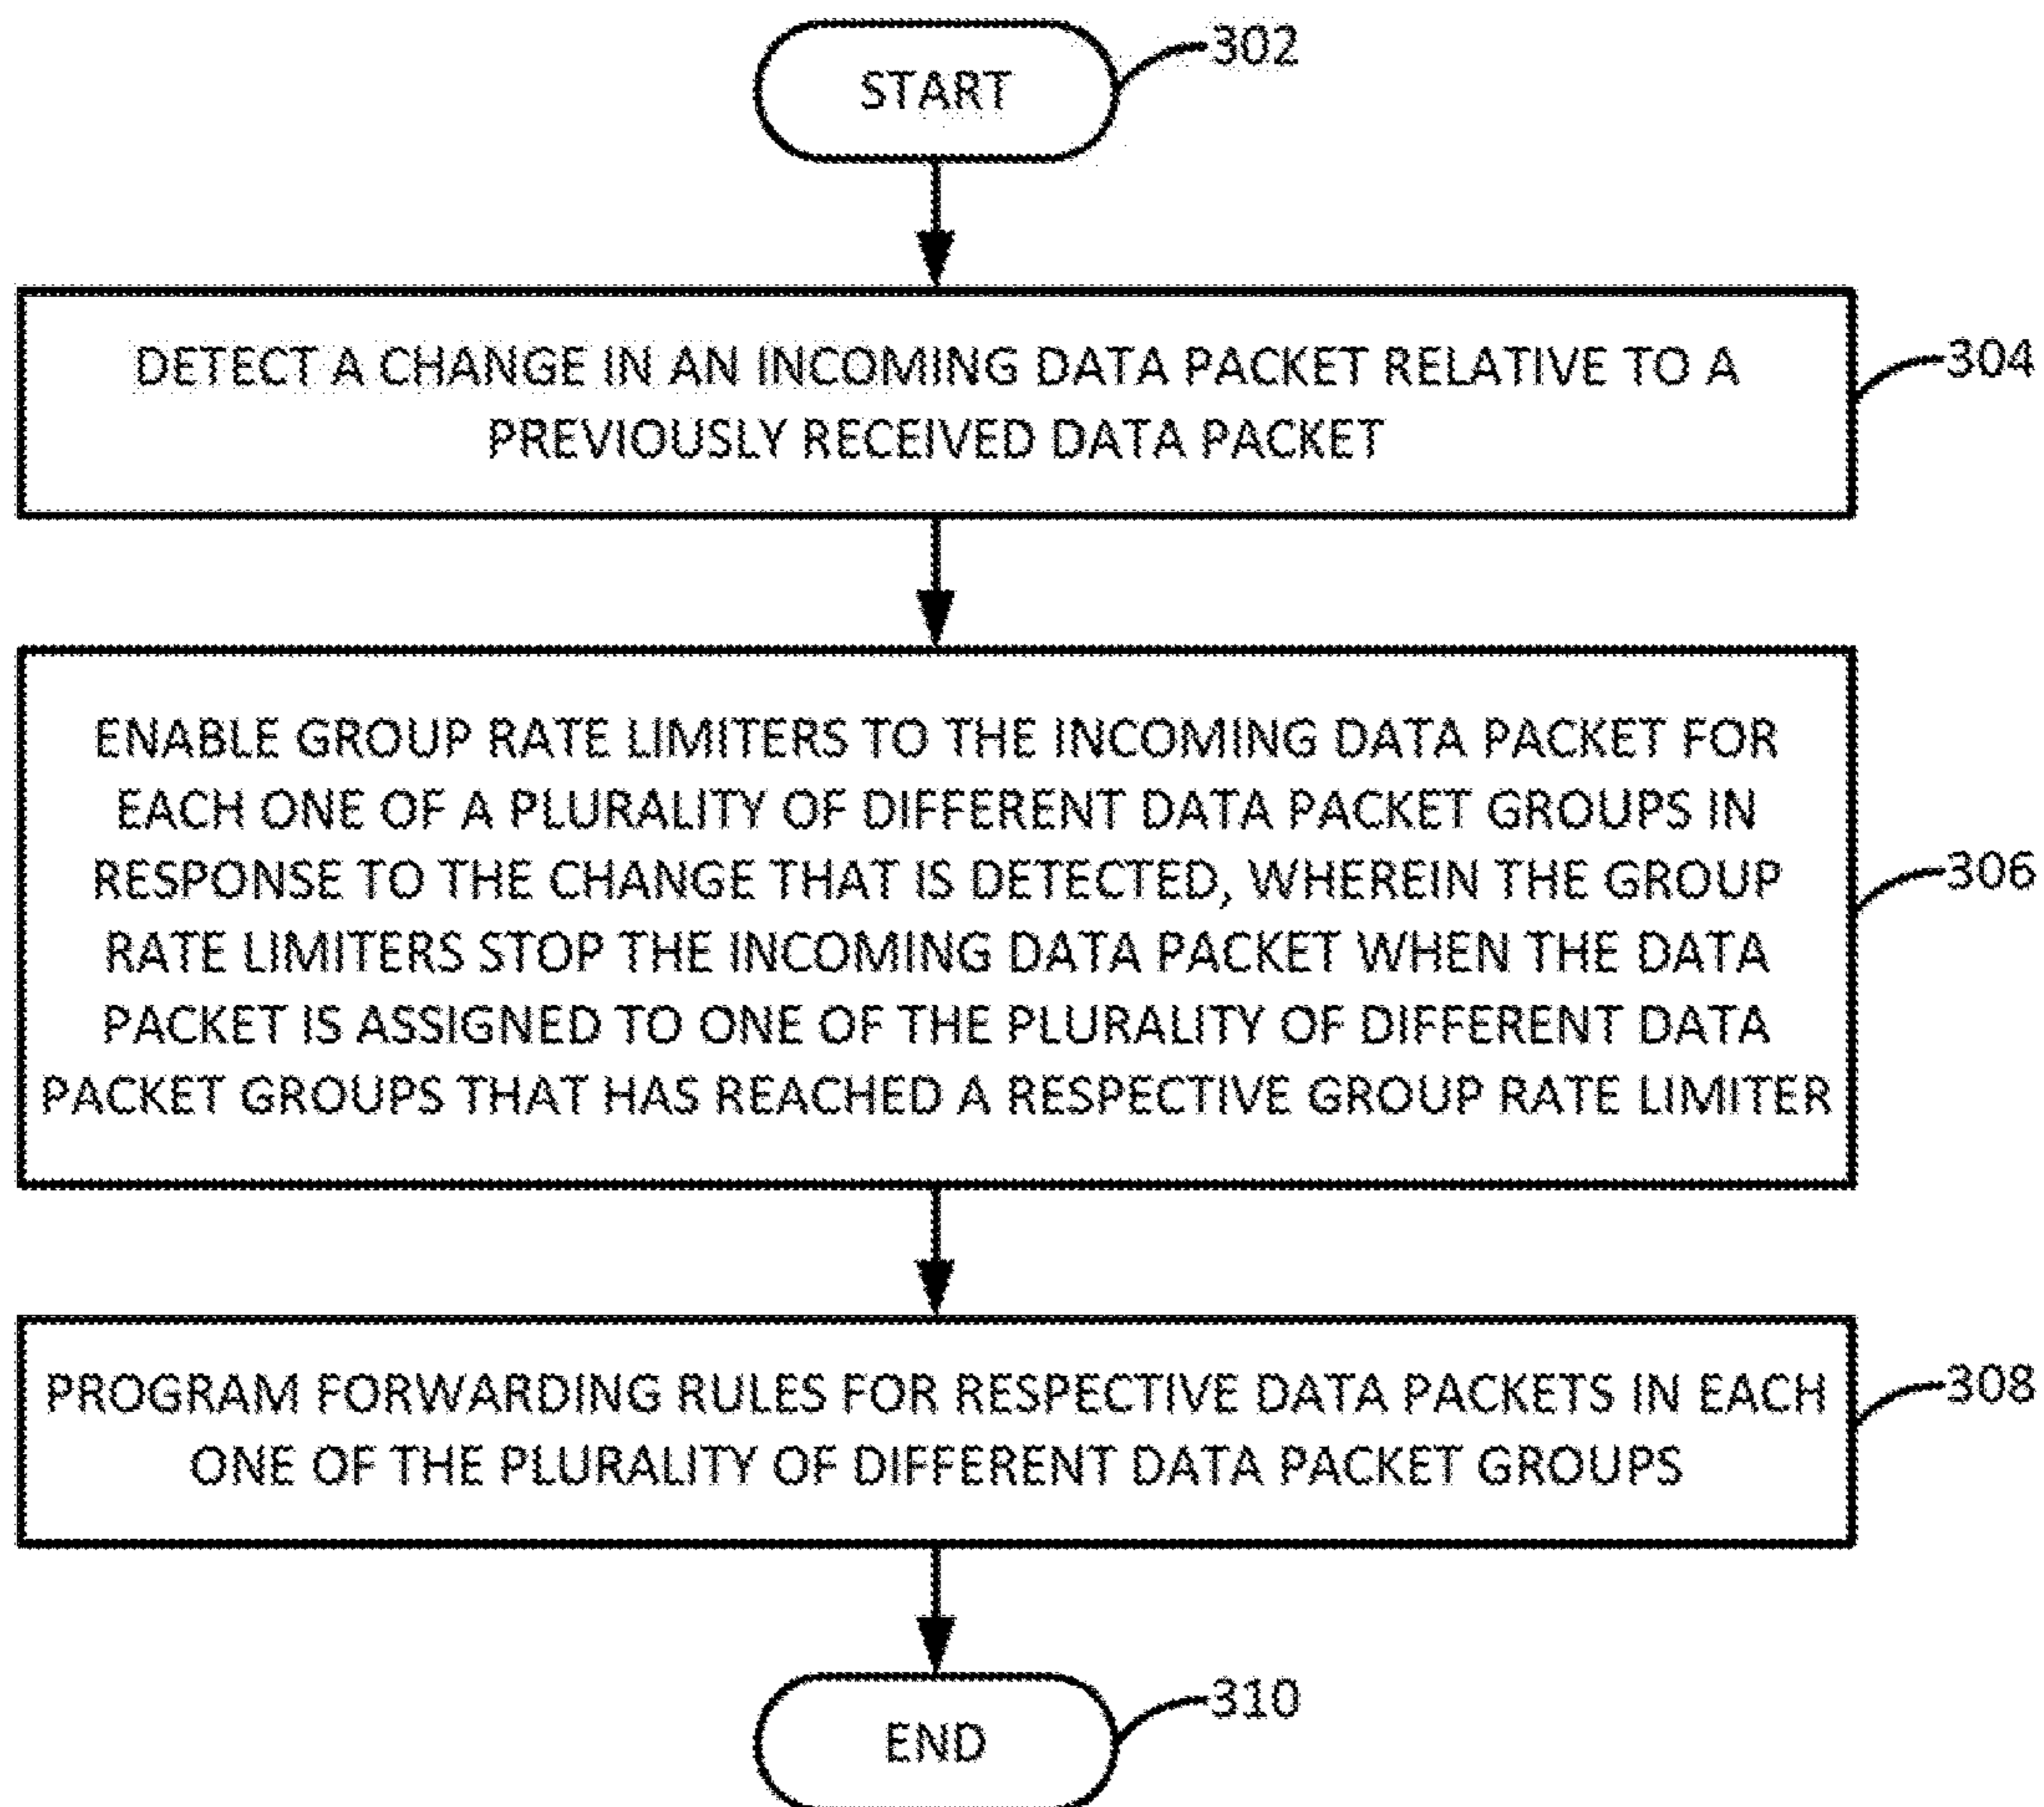 START
302
DETECT A CHANGE IN AN INCOMING DATA PACKET RELATIVE TO A
PREVIOUSLY RECEIVED DATA PACKET
304
ENABLE GROUP RATE LIMITERS TO THE INCOMING DATA PACKET FOR
EACH ONE OF A PLURALITY OF DIFFERENT DATA PACKET GROUPS IN
RESPONSE TO THE CHANGE THAT IS DETECTED, WHEREIN THE GROUP
RATE LIMITERS STOP THE INCOMING DATA PACKET WHEN THE DATA
PACKET IS ASSIGNED TO ONE OF THE PLURALITY OF DIFFERENT DATA
PACKET GROUPS THAT HAS REACHED A RESPECTIVE GROUP RATE LIMITER
306
PROGRAM FORWARDING RULES FOR RESPECTIVE DATA PACKETS IN EACH
ONE OF THE PLURALITY OF DIFFERENT DATA PACKET GROUPS
308
END
310